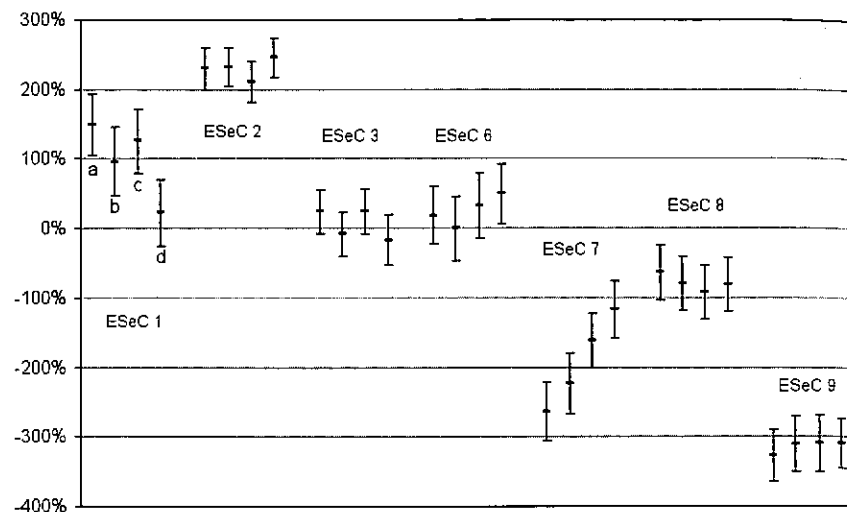 300%
200%
ESeC 2
ESeC 3
ESeC 6
100%
a
b
c
ESeC 8
0%
d
ESeC 7
-100%
ESeC 1
-200%
ESeC 9
-300%
-400%